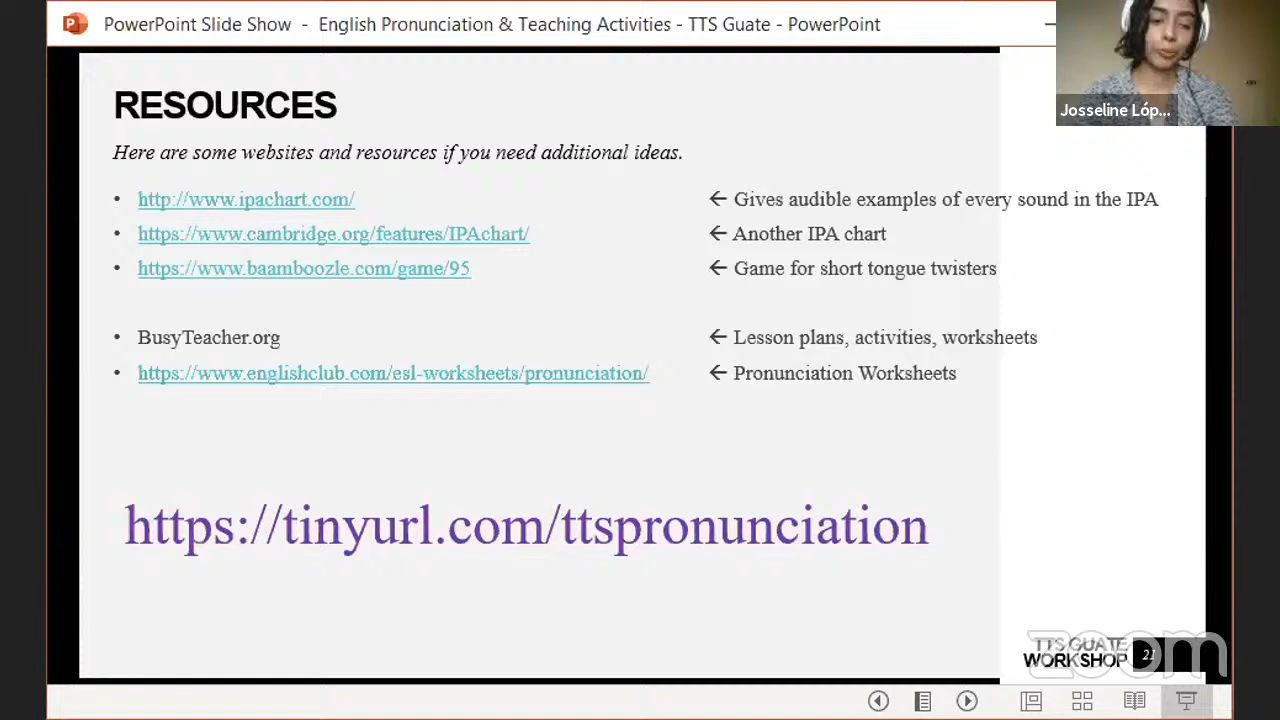 PowerPoint Slide Show - English Pronunciation & Teaching Activities - TTS Guate - PowerPoint
Josseline Lóp...
RESOURCES
Here are some websites and resources if you need additional ideas.
• http://www.ipachart.com/ ← Gives audible examples of every sound in the IPA
• https://www.cambridge.org/features/IPAchart/ ← Another IPA chart
• https://www.baamboozle.com/game/95 ← Game for short tongue twisters
• BusyTeacher.org ← Lesson plans, activities, worksheets
• https://www.englishclub.com/esl-worksheets/pronunciation/ ← Pronunciation Worksheets
https://tinyurl.com/ttspronunciation
TTS GUATE
WORKSHOP 21
zoom